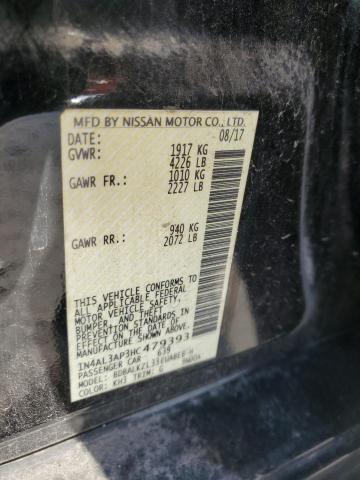 MFD BY NISSAN MOTOR CO., LTD.
DATE: 08/17
GVWR: 1917 KG
4226 LB
GAWR FR.: 1010 KG
2227 LB
GAWR RR.: 940 KG
2072 LB
THIS VEHICLE CONFORMS TO
ALL APPLICABLE FEDERAL
MOTOR VEHICLE SAFETY,
BUMPER, AND THEFT
PREVENTION STANDARDS
IN EFFECT ON THE DATE OF
MANUFACTURE SHOWN ABOVE.
1N4AL3AP3HC479393
PASSENGER CAR 639
MODEL:
COLOR: KH3 TRIM: G